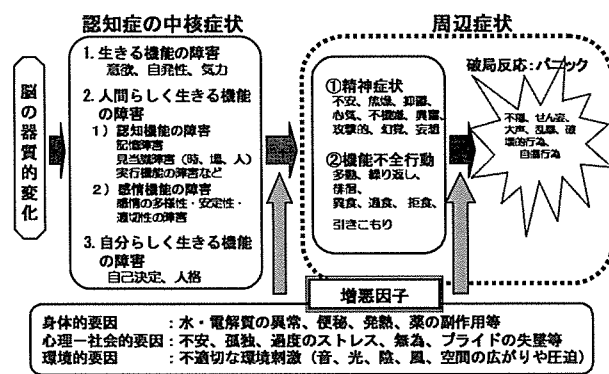 認知症の中核症状
周辺症状
脳の器質的変化
1. 生きる機能の障害
意欲、自発性、気力
2. 人間らしく生きる機能
の障害
1）認知機能の障害
記憶障害
見当識障害（時、場、人）
実行機能の障害など
2）感情機能の障害
感情の多様性・安定性・
適切性の障害
3. 自分らしく生きる機能
の障害
自己決定、人格
①精神症状
不安、焦燥、抑鬱、
心気、不機嫌、興奮、
攻撃的、幻覚、妄想
②機能不全行動
多動、繰り返し、
徘徊、
異食、過食、拒食、
引きこもり
破局反応：パニック
不穏、せん妄、
大声、乱暴、破
壊的行為、
自傷行為
増悪因子
身体的要因 ：水・電解質の異常、便秘、発熱、薬の副作用等
心理－社会的要因：不安、孤独、過度のストレス、無為、プライドの失墜等
環境的要因 ：不適切な環境刺激（音、光、陰、風、空間の広がりや圧迫）